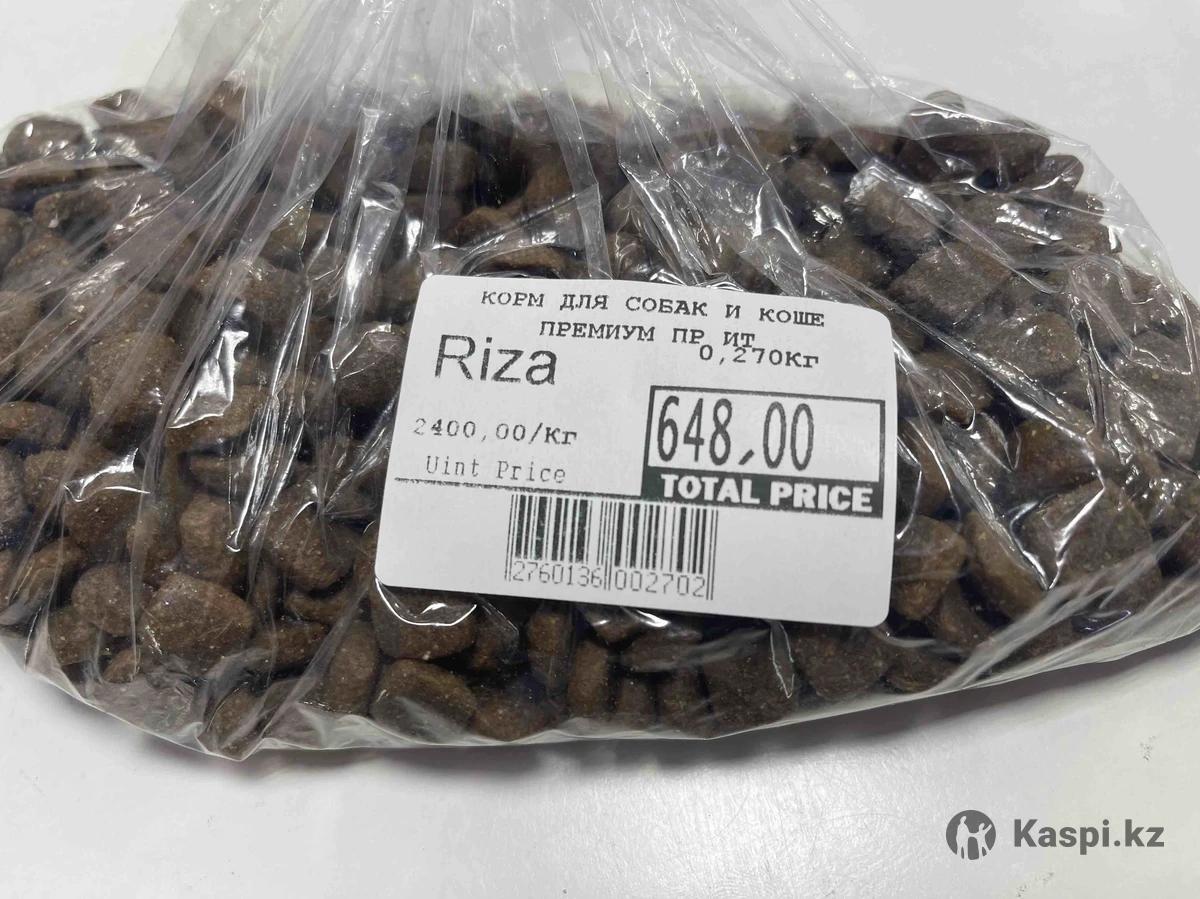 КОРМ ДЛЯ СОБАК И КОШЕ
ПРЕМИУМ ПР ИТ
Riza
0,270Кг
2400,00/Кг
648,00
Uint Price
TOTAL PRICE
2760136 002702
Kaspi.kz